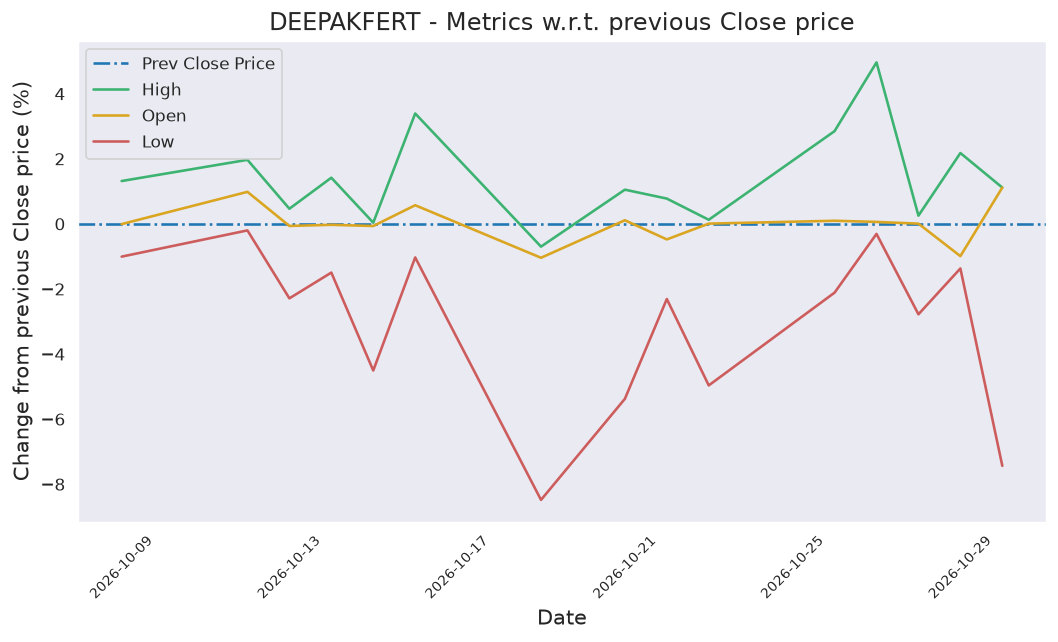 DEEPAKFERT - Metrics w.r.t. previous Close price
Prev Close Price
High
Open
Low
Change from previous Close price (%)
4
2
0
−2
−4
−6
−8
2026-10-09
2026-10-13
2026-10-17
2026-10-21
2026-10-25
2026-10-29
Date